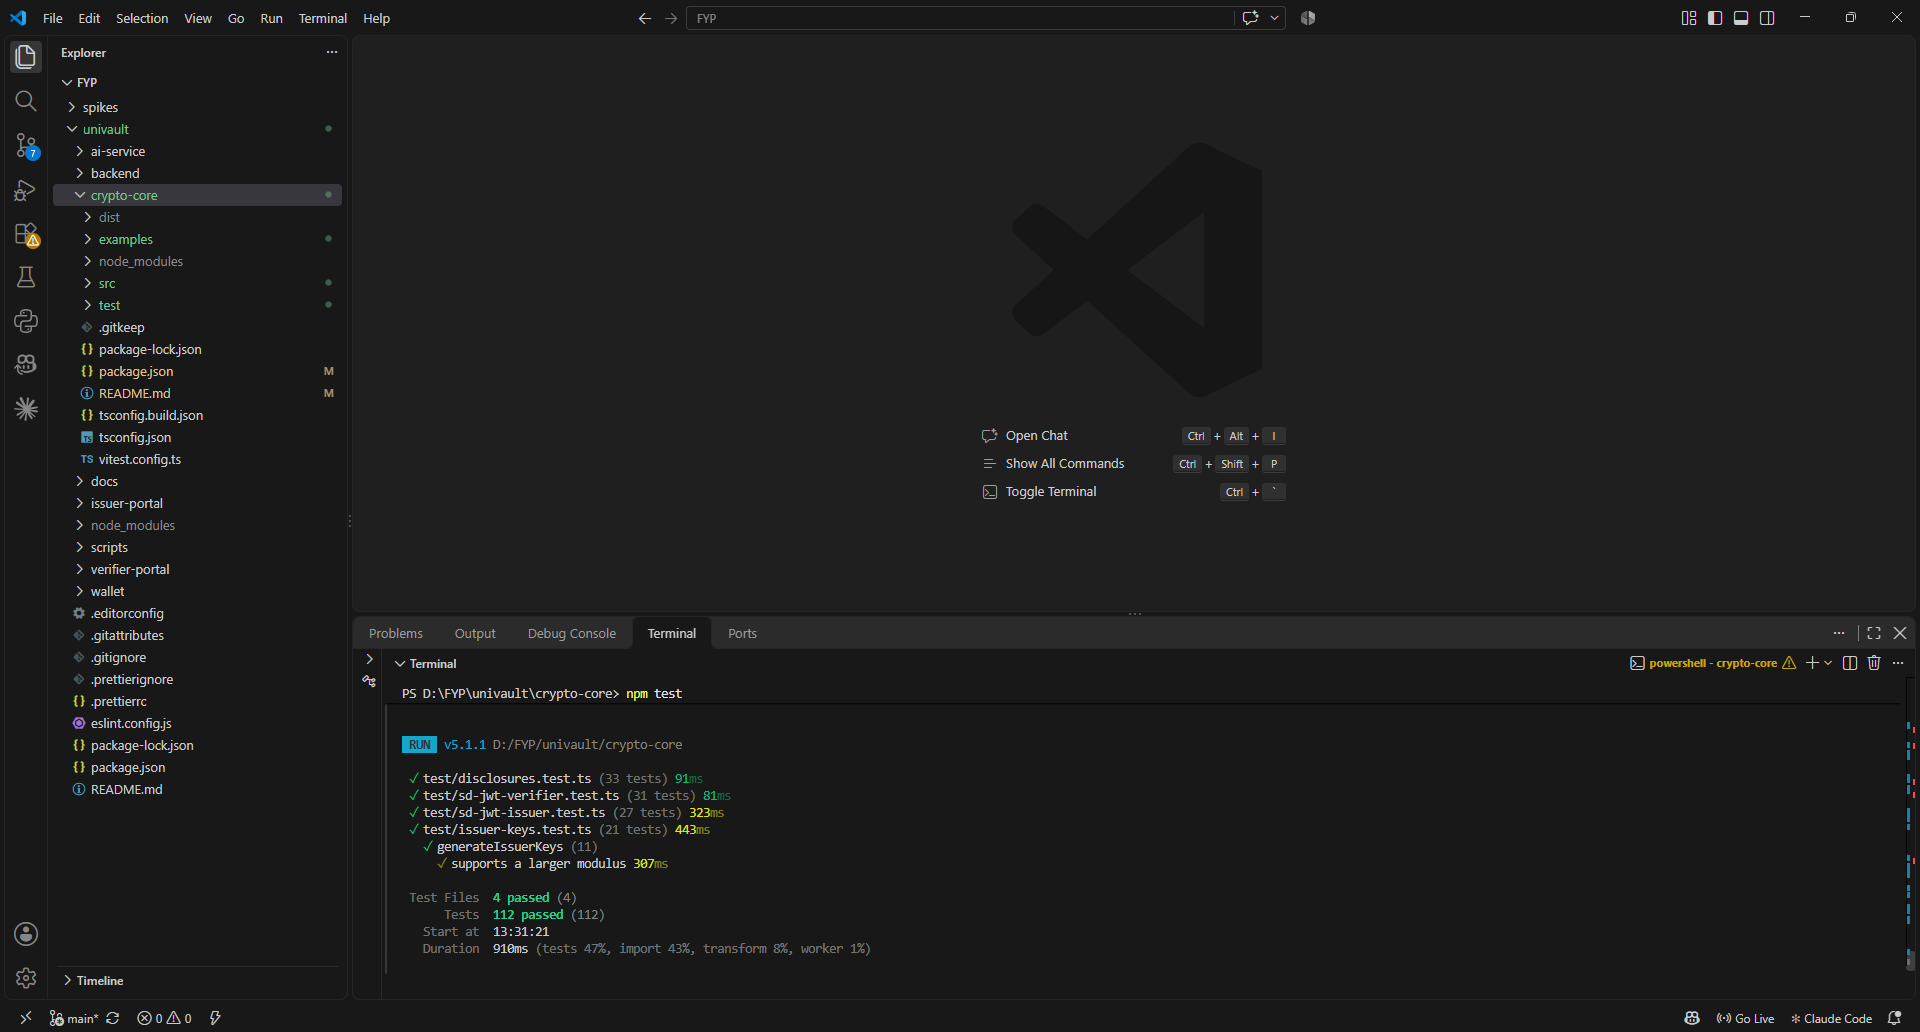 File Edit Selection View Go Run Terminal Help
FYP
Explorer
FYP
spikes
univault
ai-service
backend
crypto-core
dist
examples
node_modules
src
test
.gitkeep
package-lock.json
package.json M
README.md M
tsconfig.build.json
tsconfig.json
TS vitest.config.ts
docs
issuer-portal
node_modules
scripts
verifier-portal
wallet
.editorconfig
.gitattributes
.gitignore
.prettierignore
.prettierrc
eslint.config.js
package-lock.json
package.json
README.md
Timeline
7
Open Chat Ctrl + Alt + I
Show All Commands Ctrl + Shift + P
Toggle Terminal Ctrl + `
Problems Output Debug Console Terminal Ports
Terminal
powershell - crypto-core
PS D:\FYP\univault\crypto-core> npm test
RUN v5.1.1 D:/FYP/univault/crypto-core
✓ test/disclosures.test.ts (33 tests) 91ms
✓ test/sd-jwt-verifier.test.ts (31 tests) 81ms
✓ test/sd-jwt-issuer.test.ts (27 tests) 323ms
✓ test/issuer-keys.test.ts (21 tests) 443ms
✓ generateIssuerKeys (11)
✓ supports a larger modulus 307ms
Test Files 4 passed (4)
Tests 112 passed (112)
Start at 13:31:21
Duration 910ms (tests 47%, import 43%, transform 8%, worker 1%)
main* 0 0
Go Live Claude Code